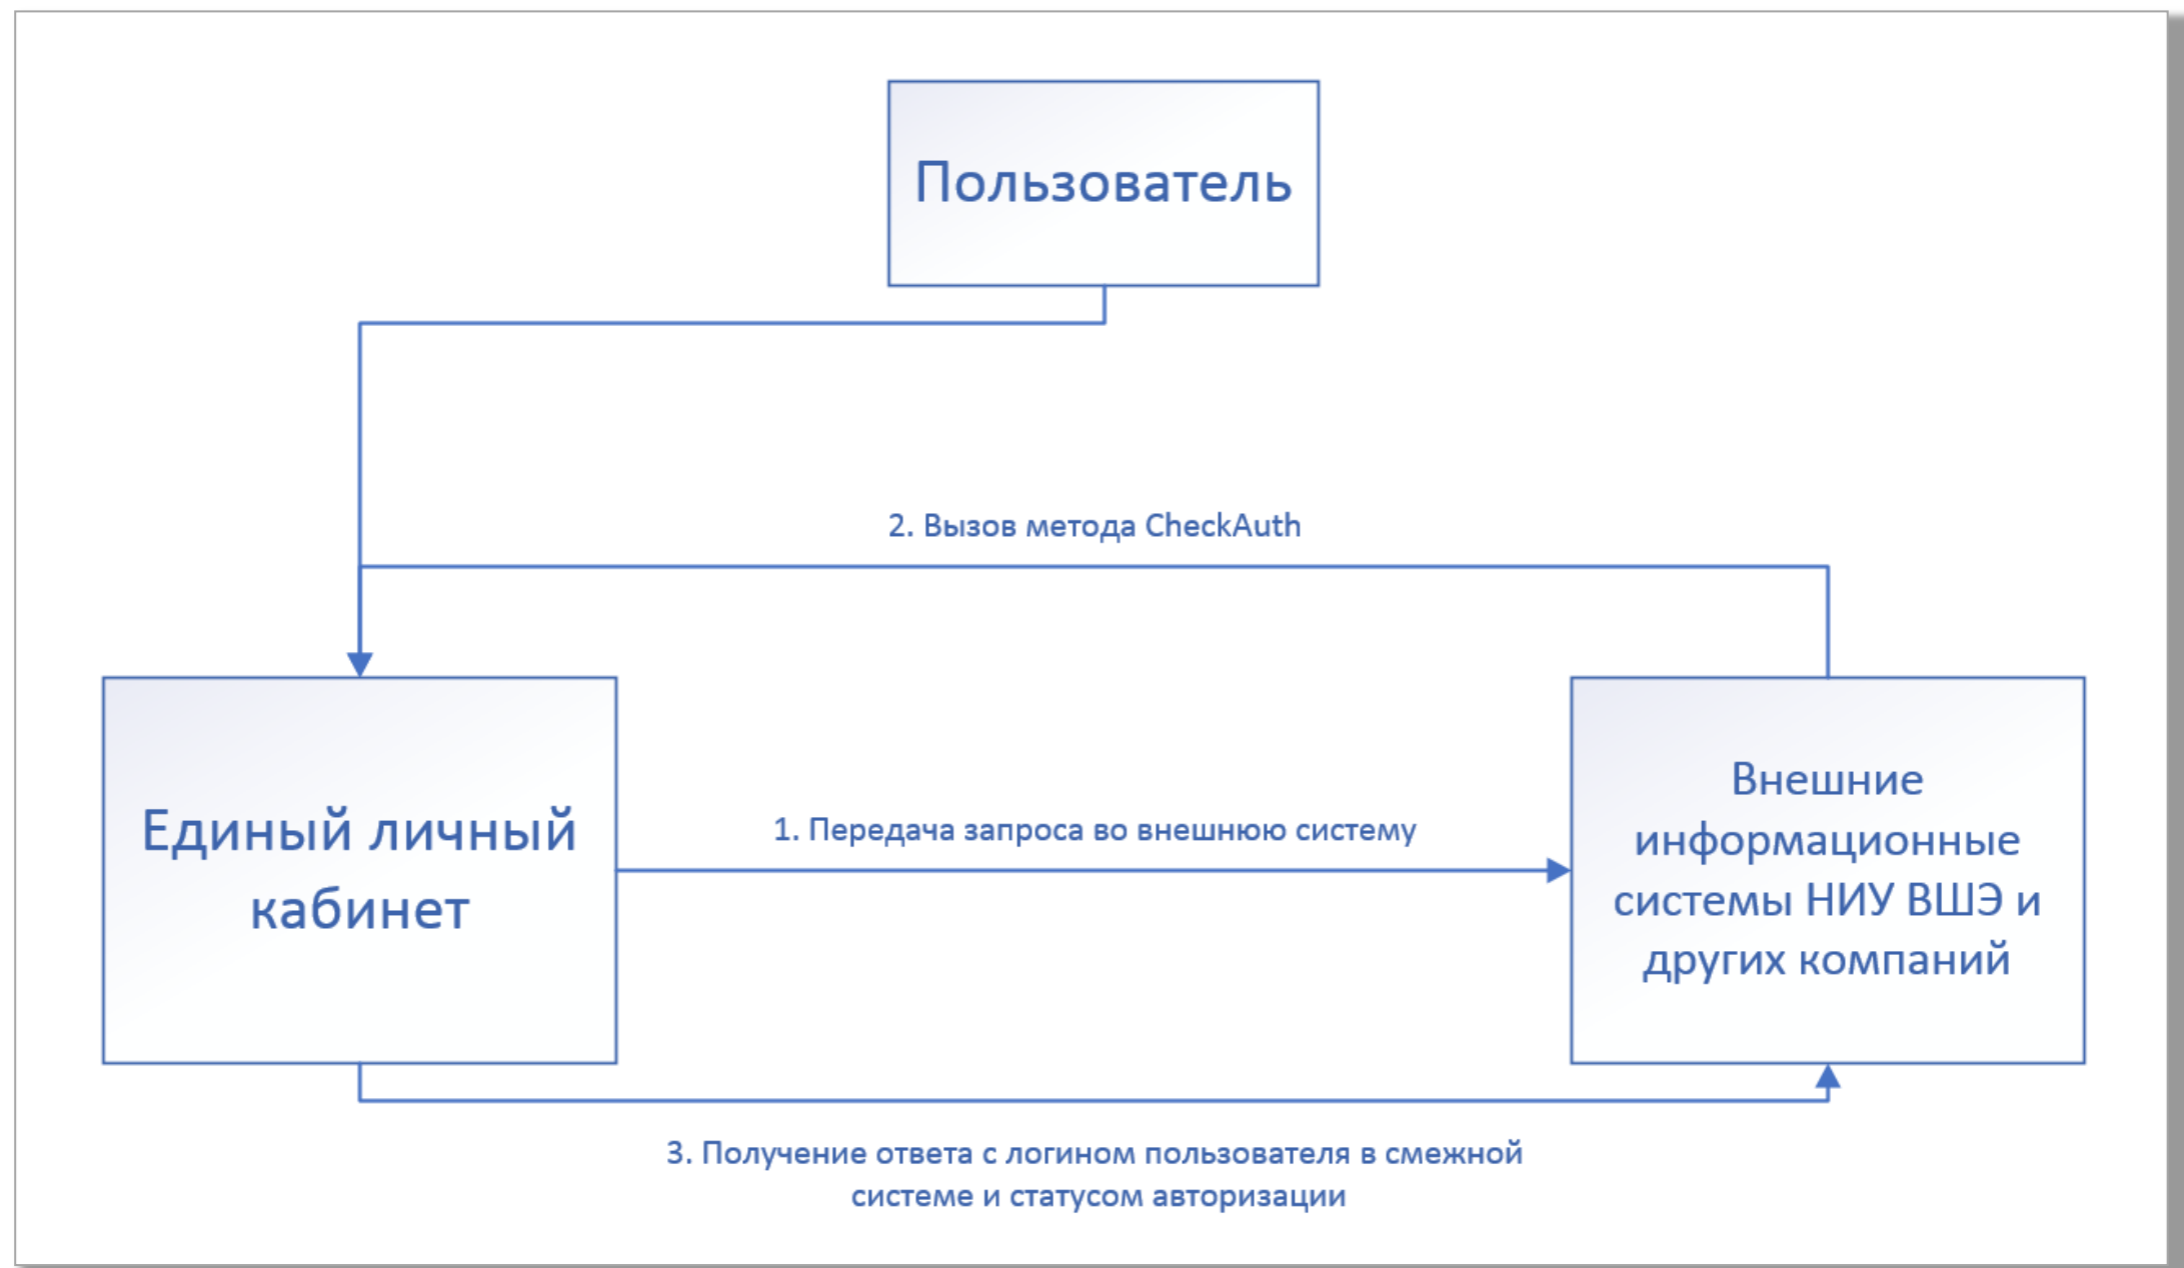 Пользователь
2. Вызов метода CheckAuth
Единый личный
кабинет
1. Передача запроса во внешнюю систему
Внешние
информационные
системы НИУ ВШЭ и
других компаний
3. Получение ответа с логином пользователя в смежной
системе и статусом авторизации